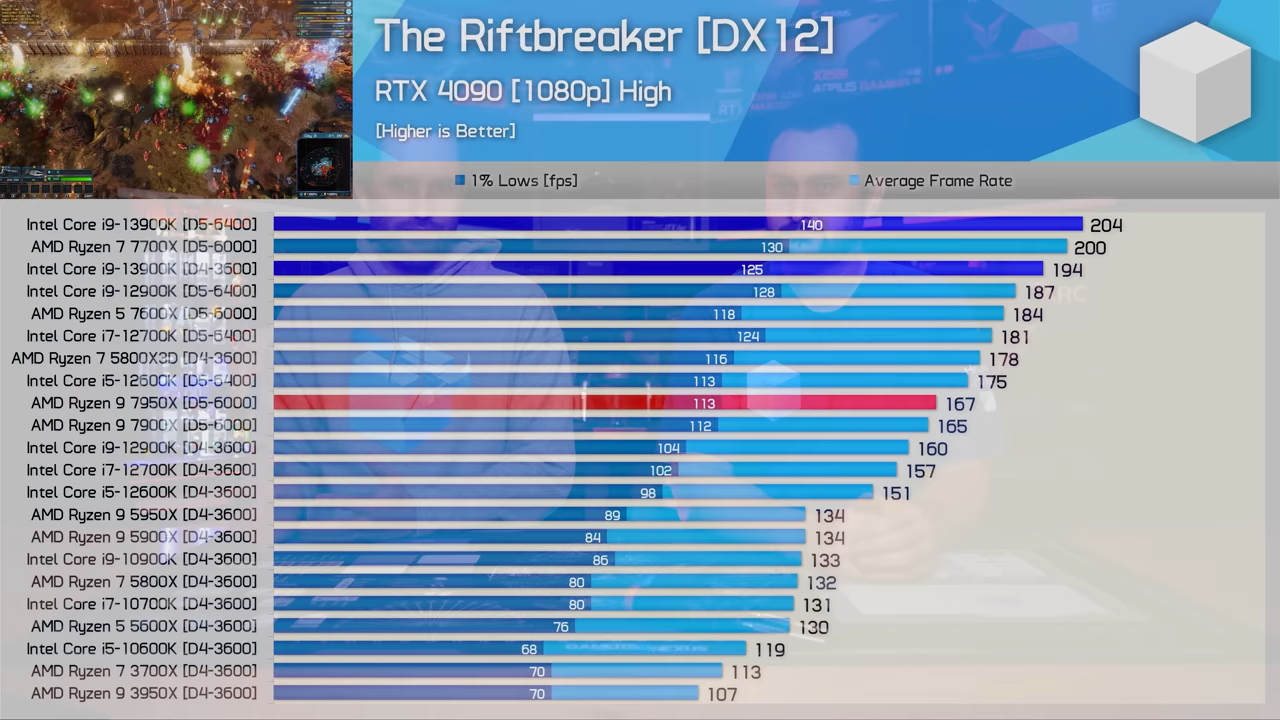 The Riftbreaker [DX12]
RTX 4090 [1080p] High
[Higher is Better]
1% Lows [fps] Average Frame Rate
Intel Core i9-13900K [D5-6400] 140 204
AMD Ryzen 7 7700X [D5-6000] 130 200
Intel Core i9-13900K [D4-3600] 125 194
Intel Core i9-12900K [D5-6400] 128 187
AMD Ryzen 5 7600X [D5-6000] 118 184
Intel Core i7-12700K [D5-6400] 124 181
AMD Ryzen 7 5800X3D [D4-3600] 116 178
Intel Core i5-12600K [D5-6400] 113 175
AMD Ryzen 9 7950X [D5-6000] 113 167
AMD Ryzen 9 7900X [D5-6000] 112 165
Intel Core i9-12900K [D4-3600] 104 160
Intel Core i7-12700K [D4-3600] 102 157
Intel Core i5-12600K [D4-3600] 98 151
AMD Ryzen 9 5950X [D4-3600] 89 134
AMD Ryzen 9 5900X [D4-3600] 84 134
Intel Core i9-10900K [D4-3600] 86 133
AMD Ryzen 7 5800X [D4-3600] 80 132
Intel Core i7-10700K [D4-3600] 80 131
AMD Ryzen 5 5600X [D4-3600] 76 130
Intel Core i5-10600K [D4-3600] 68 119
AMD Ryzen 7 3700X [D4-3600] 70 113
AMD Ryzen 9 3950X [D4-3600] 70 107